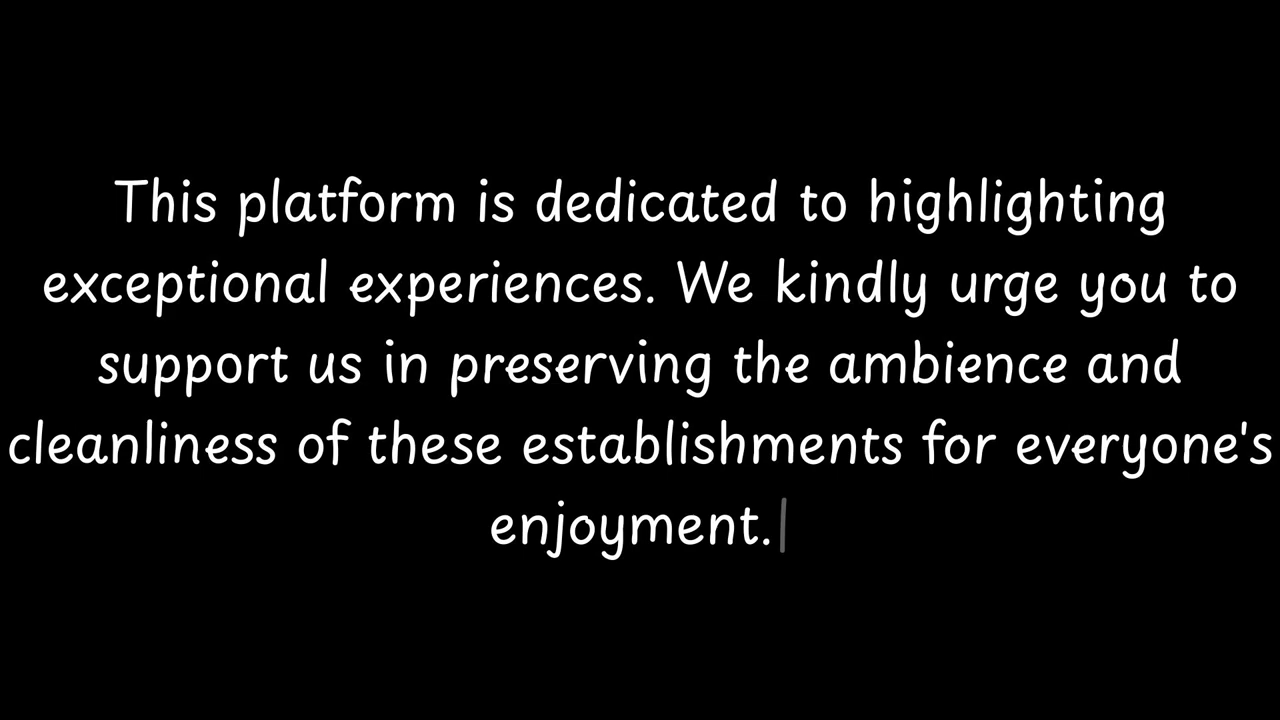 This platform is dedicated to highlighting
exceptional experiences. We kindly urge you to
support us in preserving the ambience and
cleanliness of these establishments for everyone's
enjoyment.